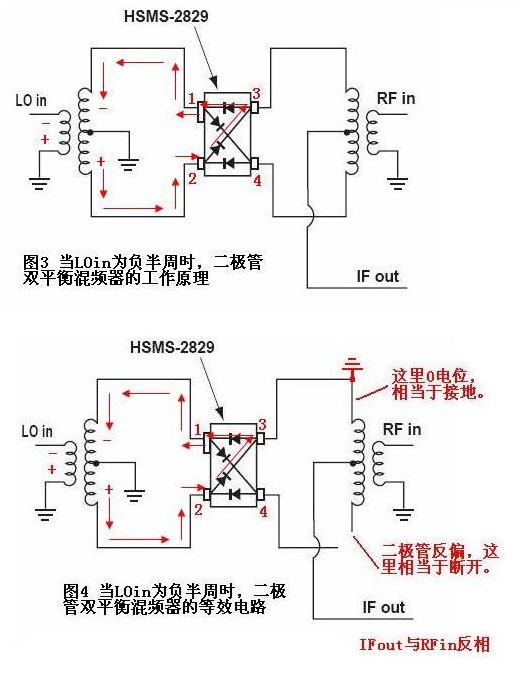 HSMS-2829
LO in
RF in
-
+
-
+
1
3
2
4
IF out
图3 当LOin为负半周时，二极管
双平衡混频器的工作原理
HSMS-2829
这里0电位，
相当于接地。
LO in
RF in
-
+
-
+
1
3
2
4
二极管反偏，这
里相当于断开。
图4 当LOin为负半周时，二极
管双平衡混频器的等效电路
IF out
IFout与RFin反相